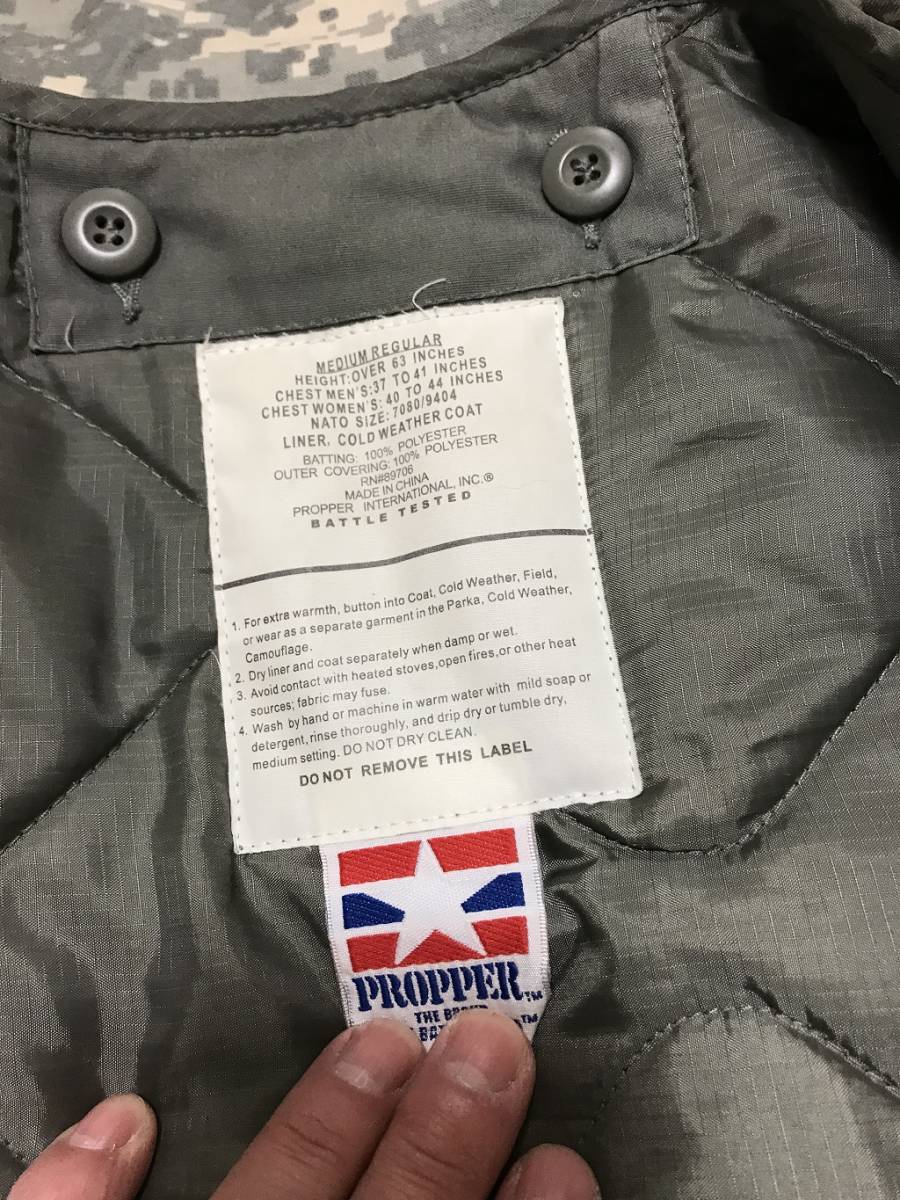 MEDIUM REGULAR
HEIGHT:OVER 63 INCHES
CHEST MEN'S:37 TO 41 INCHES
CHEST WOMEN'S: 40 TO 44 INCHES
NATO SIZE: 7080/9404
LINER, COLD WEATHER COAT
BATTING: 100% POLYESTER
OUTER COVERING:100% POLYESTER
RN#89706
MADE IN CHINA
PROPPER INTERNATIONAL, INC.®
BATTLE TESTED
1. For extra warmth, button into Coat, Cold Weather, Field,
or wear as a separate garment in the Parka, Cold Weather,
Camouflage.
2. Dry liner and coat separately when damp or wet.
3. Avoid contact with heated stoves,open fires,or other heat
sources; fabric may fuse.
4. Wash by hand or machine in warm water with mild soap or
detergent,rinse thoroughly, and drip dry or tumble dry,
medium setting. DO NOT DRY CLEAN.
DO NOT REMOVE THIS LABEL
PROPPER™
THE
™